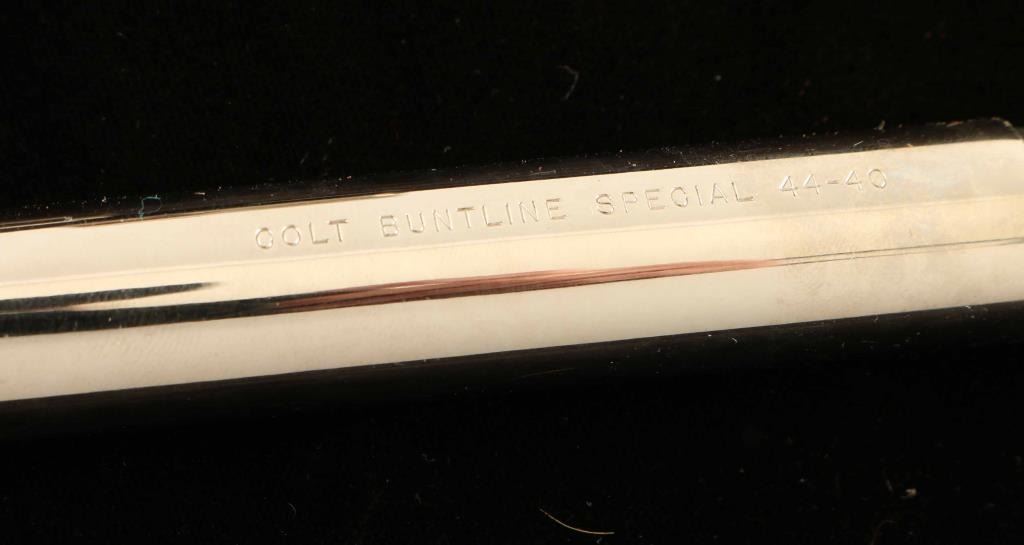 COLT BUNTLINE SPECIAL 44-40